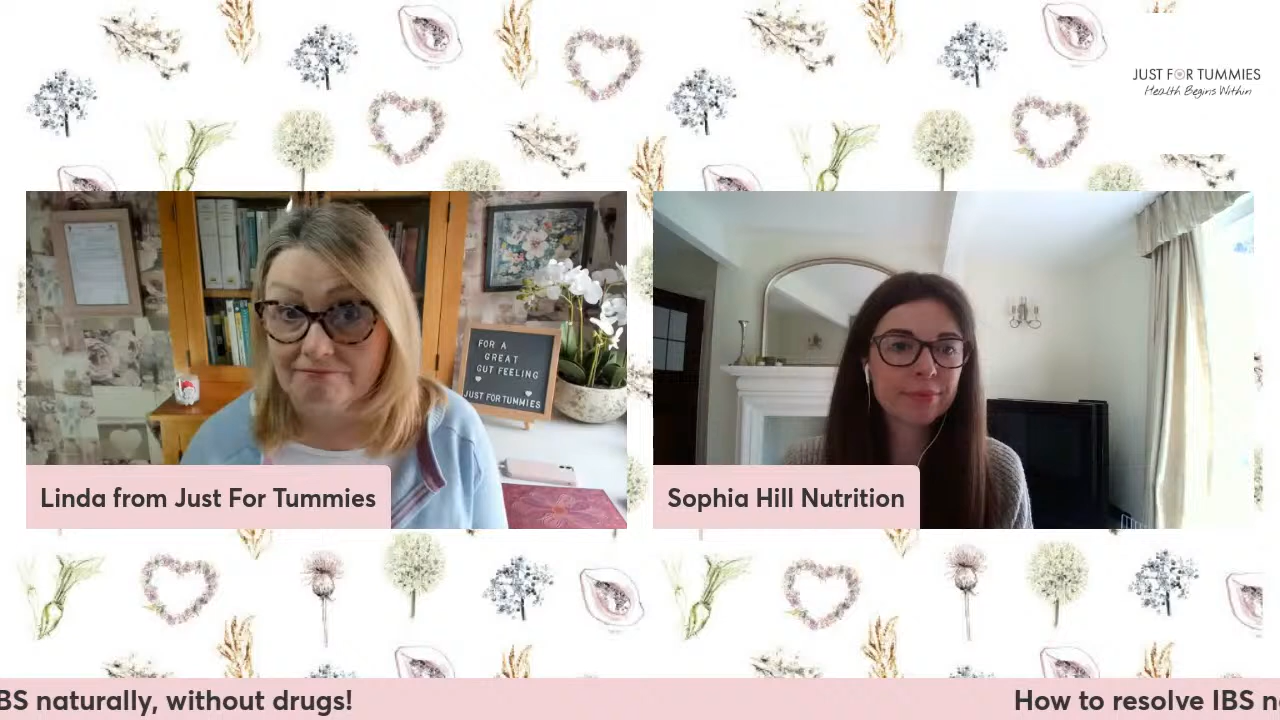 JUST FOR TUMMIES
Health Begins Within
FOR A
GREAT
GUT FEELING
JUST FOR TUMMIES
Linda from Just For Tummies
Sophia Hill Nutrition
BS naturally, without drugs!
How to resolve IBS n